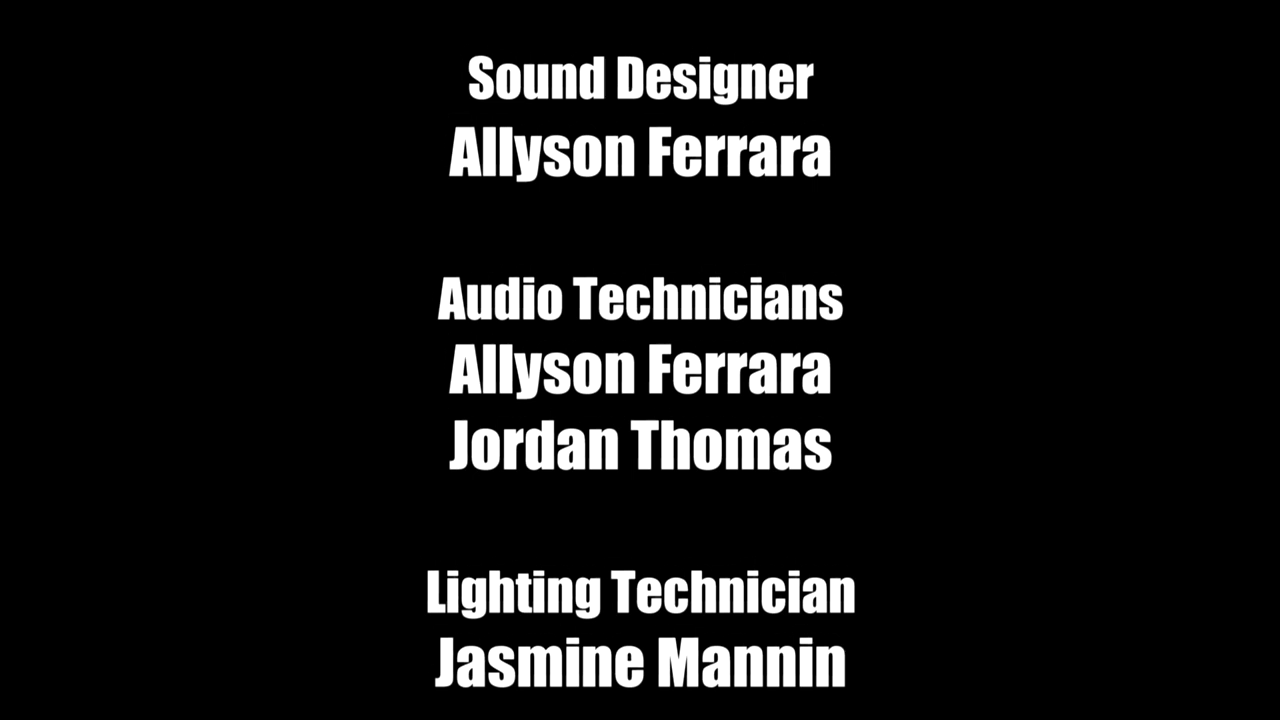 Sound Designer
Allyson Ferrara
Audio Technicians
Allyson Ferrara
Jordan Thomas
Lighting Technician
Jasmine Mannin